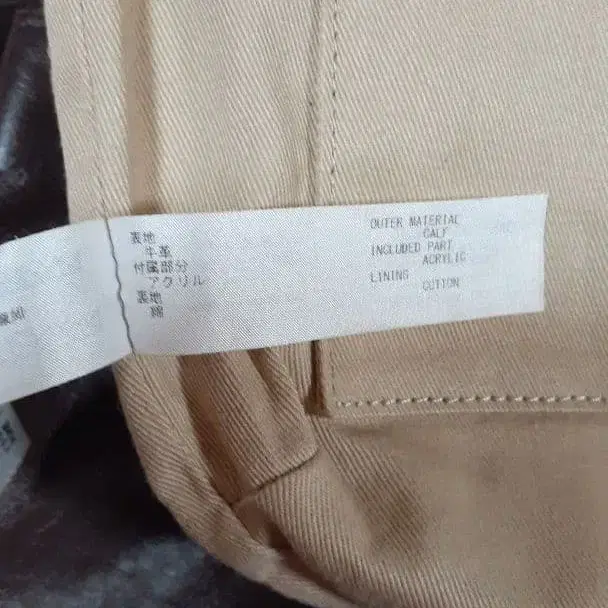 表地
牛革
付属部分
アクリル
裏地
綿
OUTER MATERIAL
CALF
INCLUDED PART
ACRYLIC
LINING
COTTON